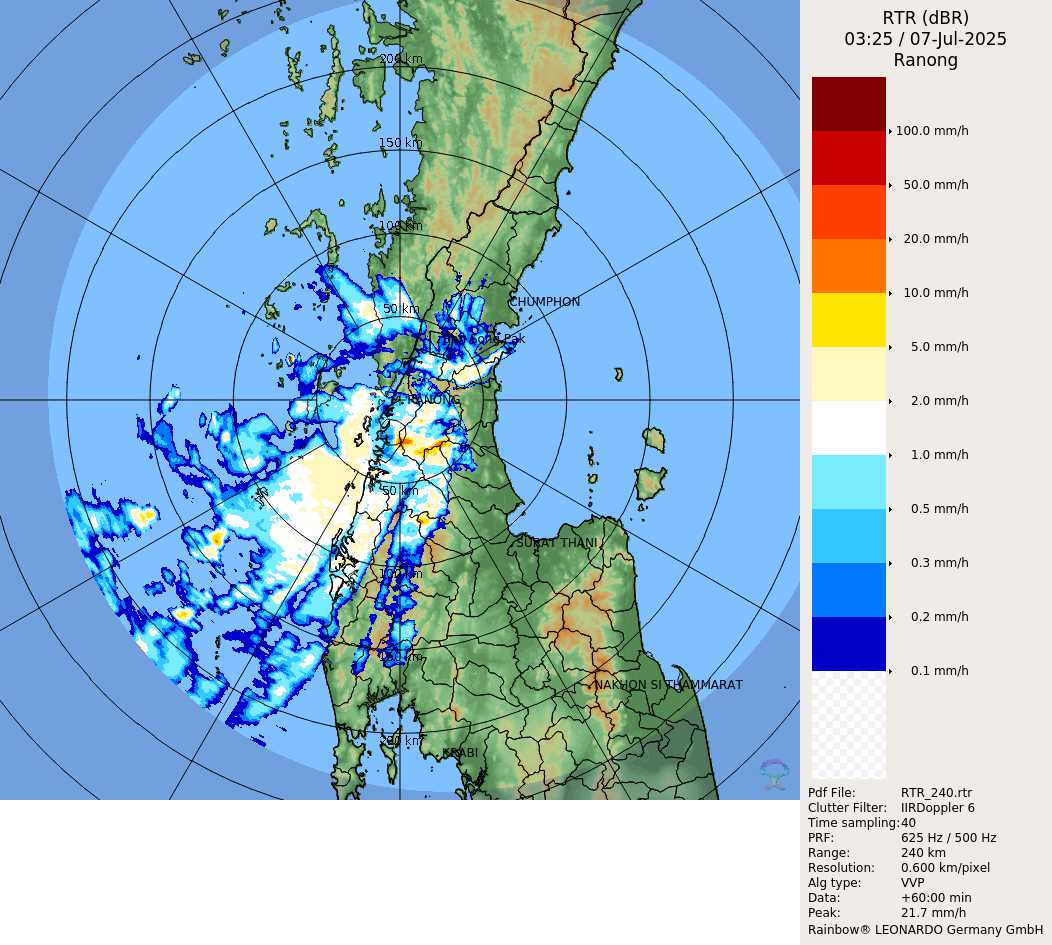 RTR (dBR)
03:25 / 07-Jul-2025
Ranong
200 km
150 km
100 km
50 km
CHUMPHON
RANONG
50 km
SURAT THANI
100 km
150 km
NAKHON SI THAMMARAT
200 km
KRABI
100.0 mm/h
50.0 mm/h
20.0 mm/h
10.0 mm/h
5.0 mm/h
2.0 mm/h
1.0 mm/h
0.5 mm/h
0.3 mm/h
0.2 mm/h
0.1 mm/h
Pdf File: RTR_240.rtr
Clutter Filter: IIRDoppler 6
Time sampling: 40
PRF: 625 Hz / 500 Hz
Range: 240 km
Resolution: 0.600 km/pixel
Alg type: VVP
Data: +60:00 min
Peak: 21.7 mm/h
Rainbow® LEONARDO Germany GmbH